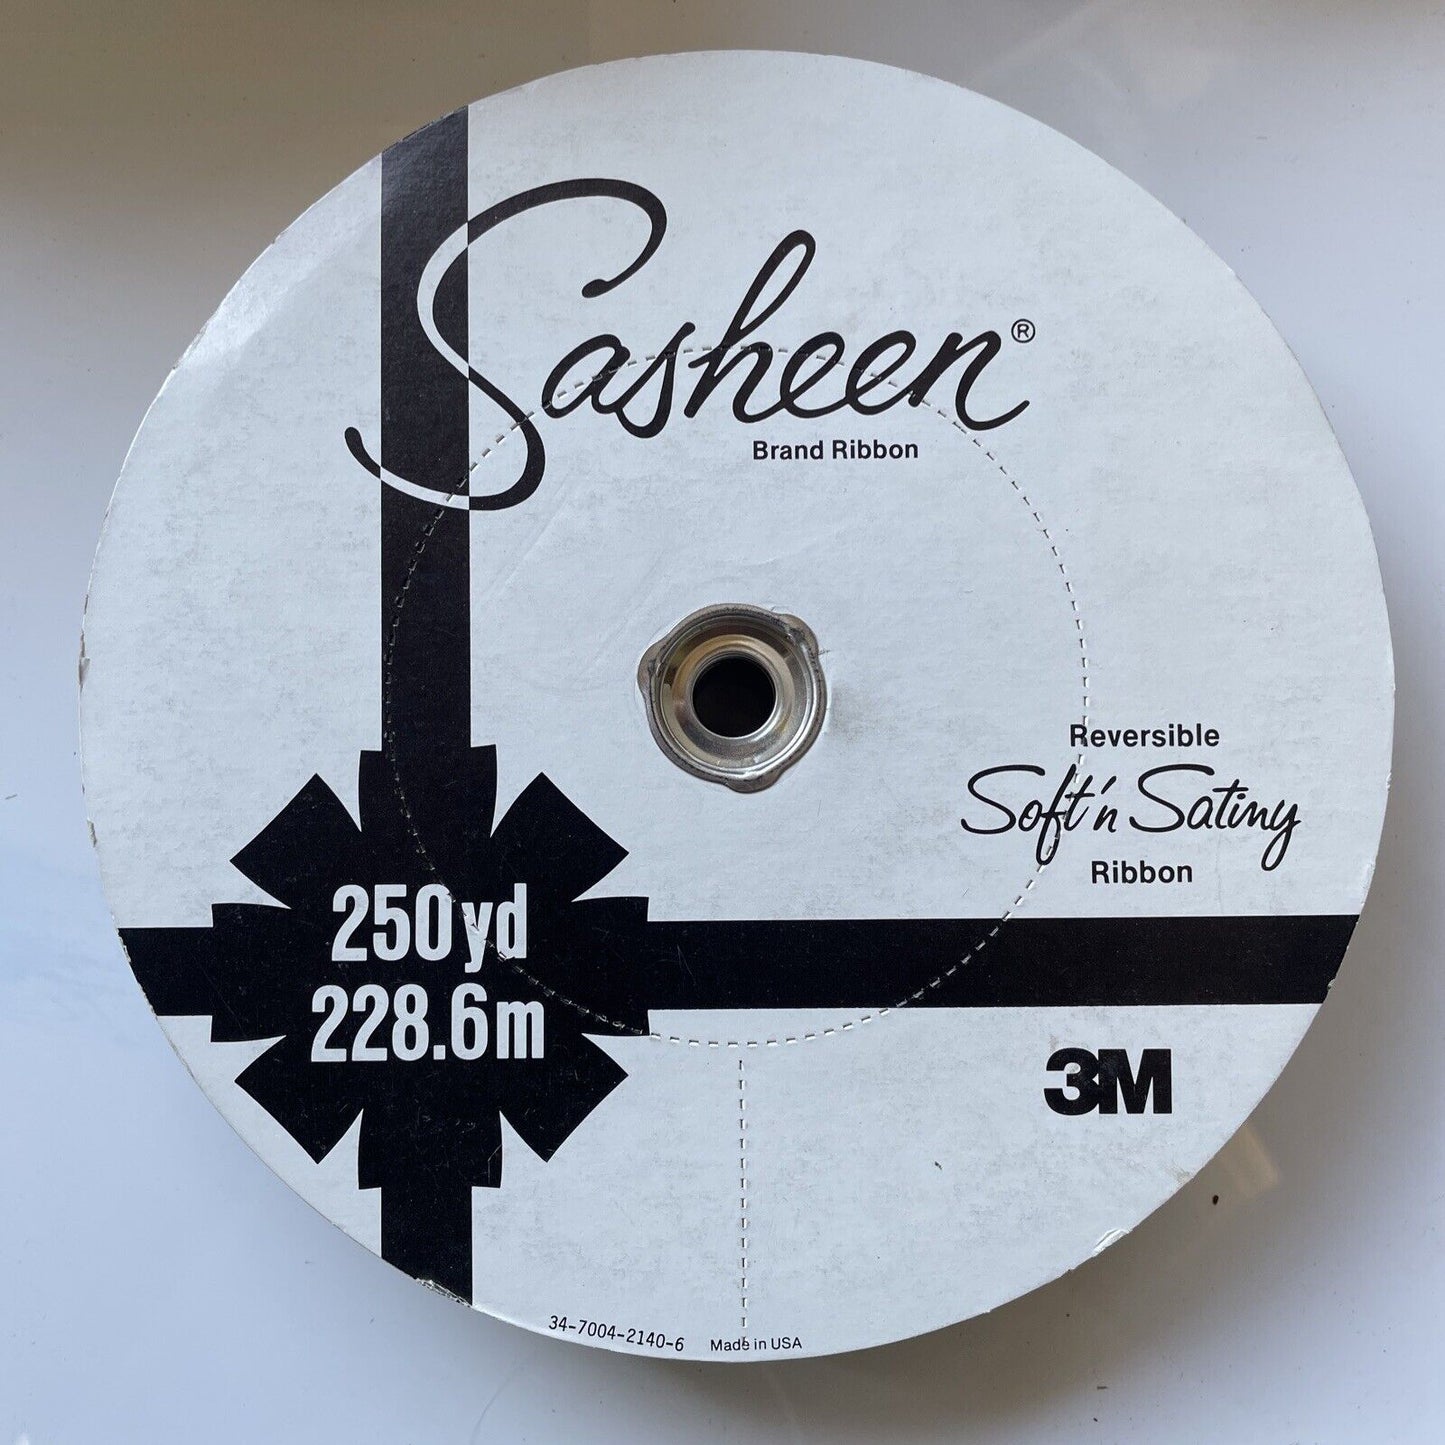 Sasheen®
Brand Ribbon
Reversible
Soft'n Satiny
Ribbon
250yd
228.6m
3M
34-7004-2140-6 Made in USA